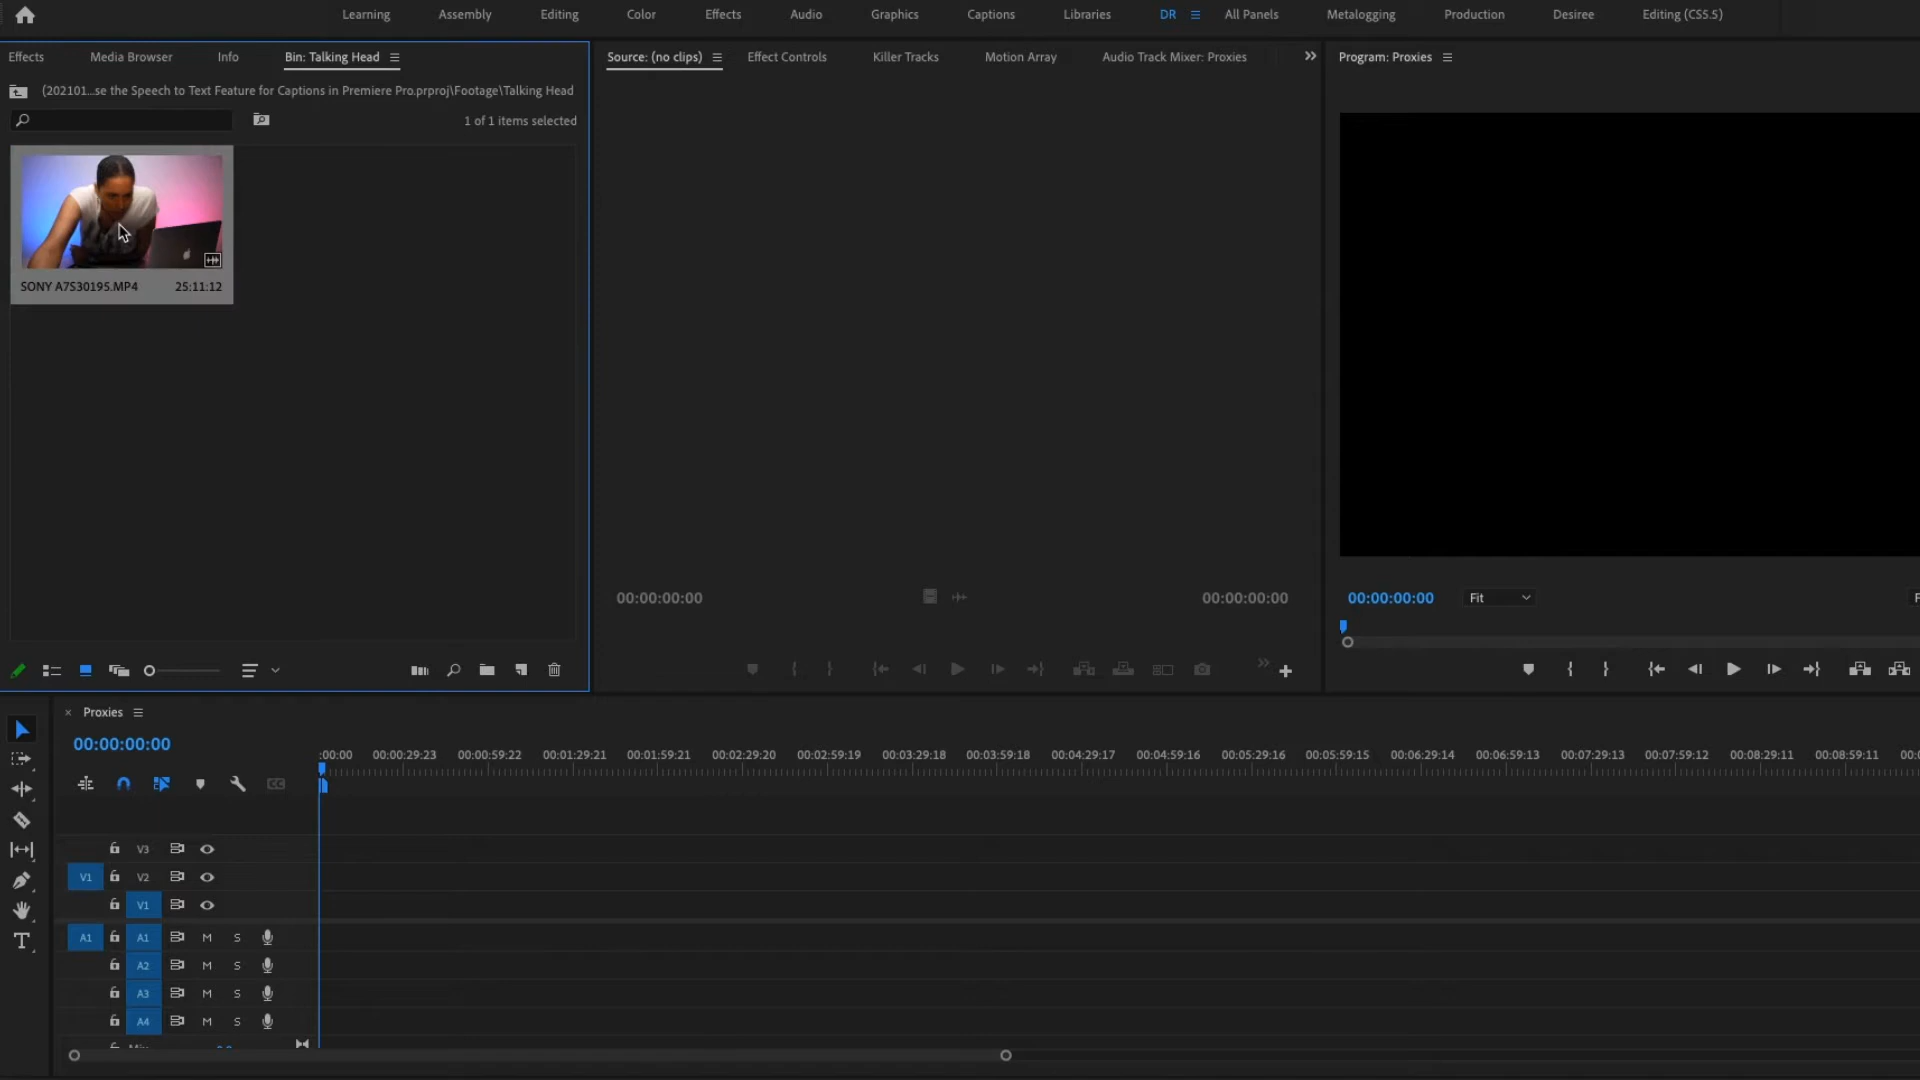 Learning Assembly Editing Color Effects Audio Graphics Captions Libraries DR All Panels Metalogging Production Desiree Editing (CS5.5)
Effects Media Browser Info Bin: Talking Head
Source: (no clips) Effect Controls Killer Tracks Motion Array Audio Track Mixer: Proxies
Program: Proxies
(202101...se the Speech to Text Feature for Captions in Premiere Pro.prproj\Footage\Talking Head
1 of 1 items selected
SONY A7S30195.MP4 25:11:12
00:00:00:00 00:00:00:00
00:00:00:00 Fit
Proxies
00:00:00:00
:00:00 00:00:29:23 00:00:59:22 00:01:29:21 00:01:59:21 00:02:29:20 00:02:59:19 00:03:29:18 00:03:59:18 00:04:29:17 00:04:59:16 00:05:29:16 00:05:59:15 00:06:29:14 00:06:59:13 00:07:29:13 00:07:59:12 00:08:29:11 00:08:59:11 00:0
CC
V3
V1 V2
V1
A1 A1 M S
A2 M S
A3 M S
A4 M S